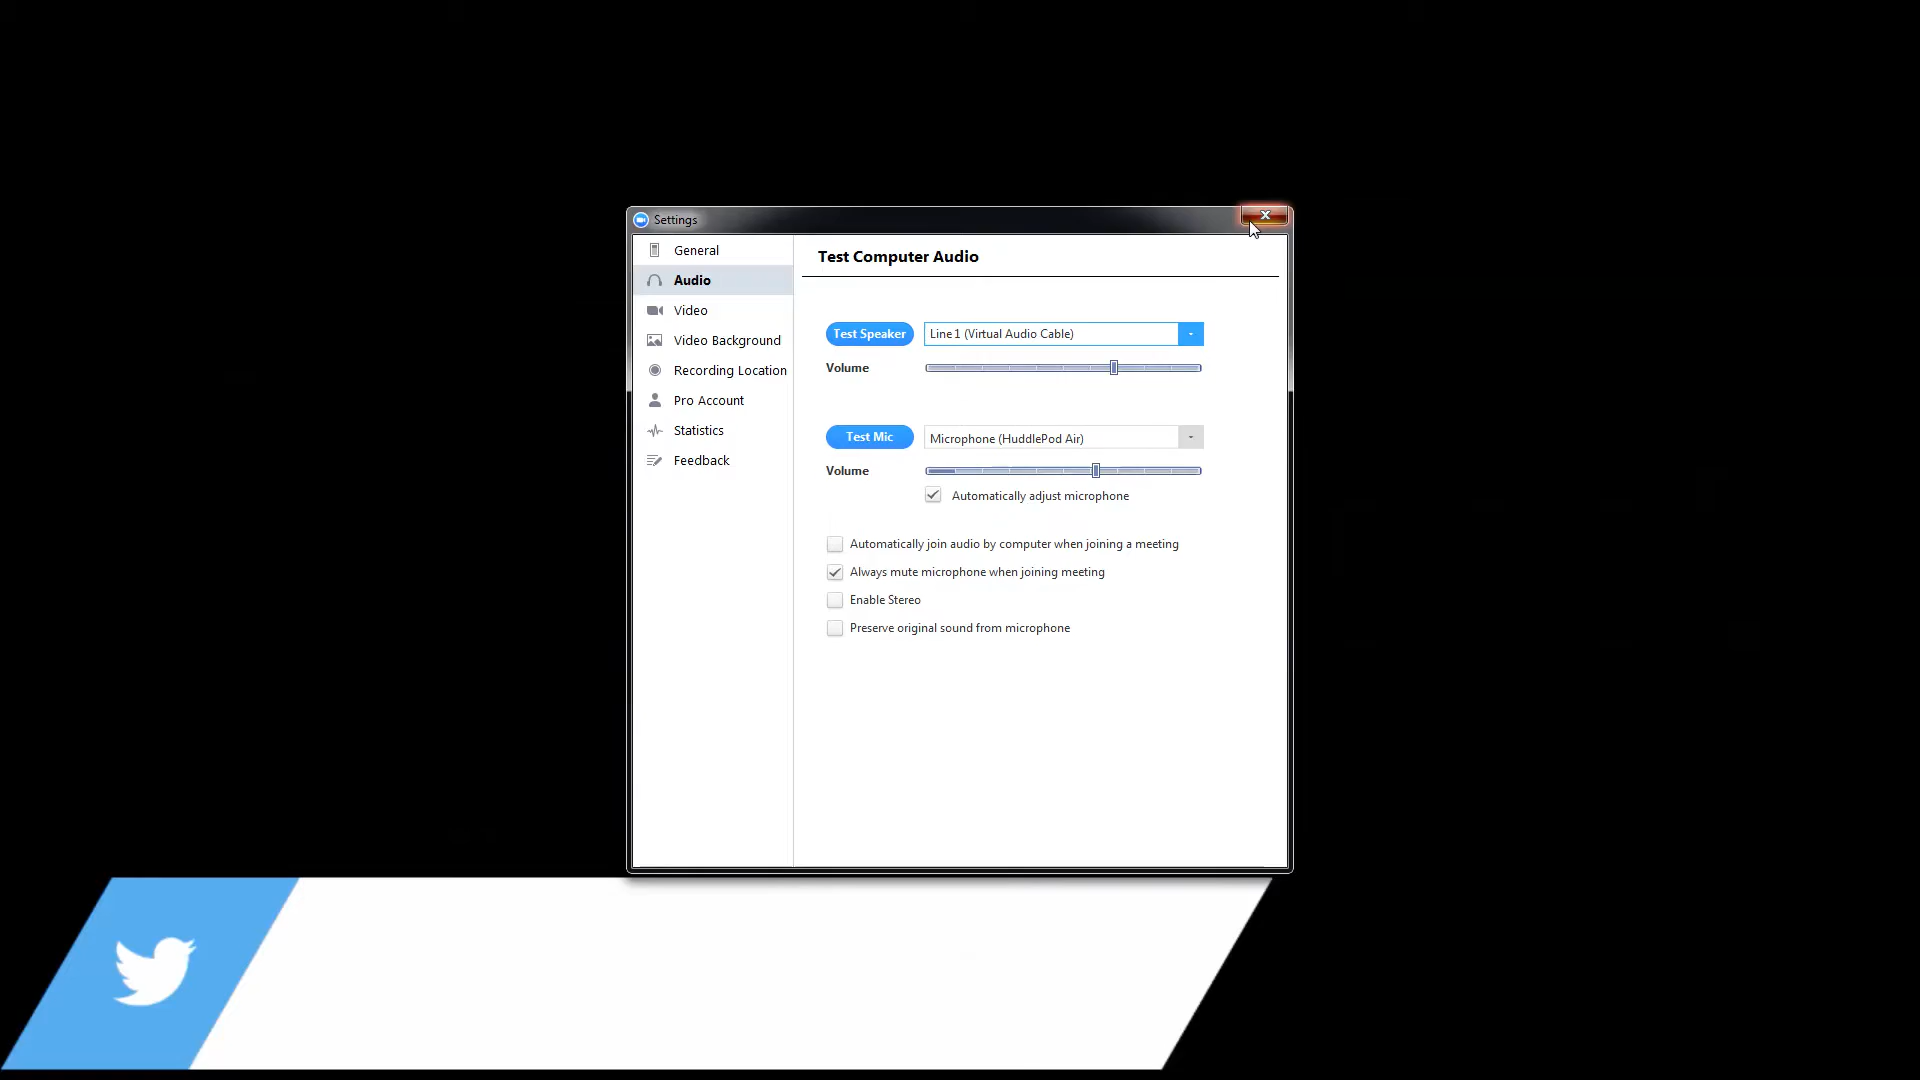 Settings
General
Audio
Video
Video Background
Recording Location
Pro Account
Statistics
Feedback
Test Computer Audio
Test Speaker
Line 1 (Virtual Audio Cable)
Volume
Test Mic
Microphone (HuddlePod Air)
Volume
Automatically adjust microphone
Automatically join audio by computer when joining a meeting
Always mute microphone when joining meeting
Enable Stereo
Preserve original sound from microphone